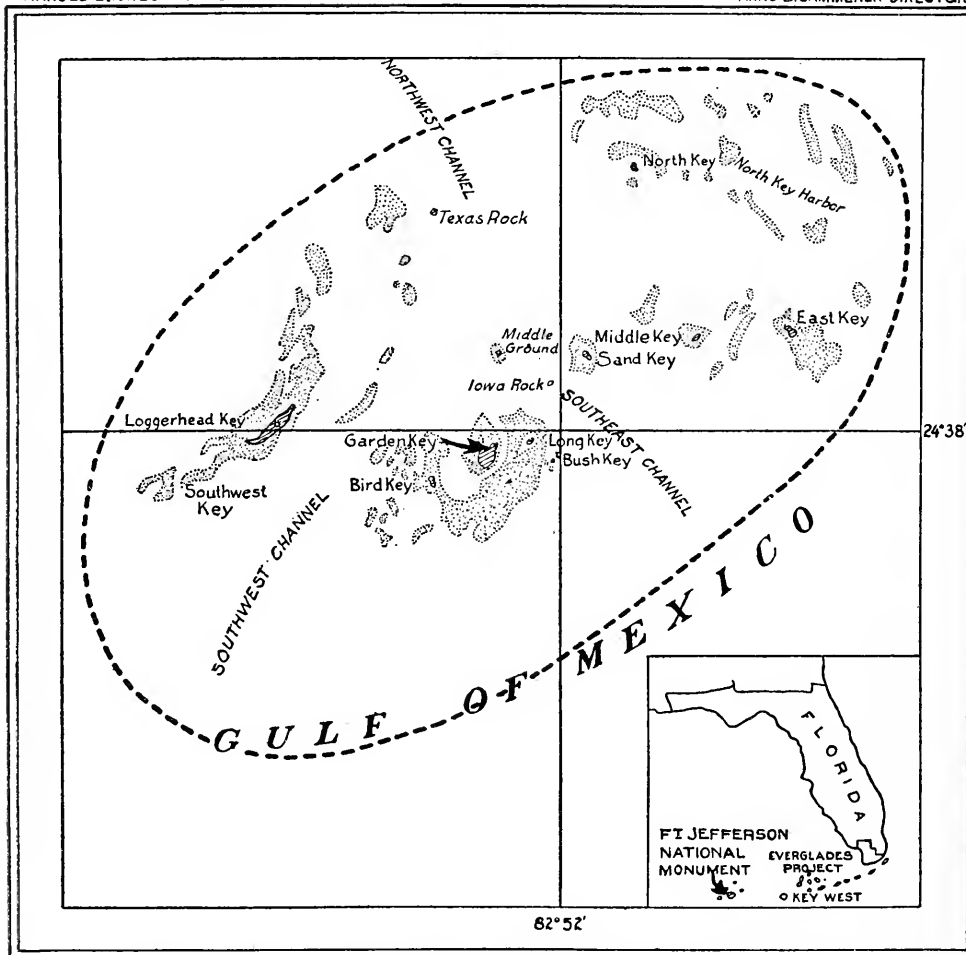 NORTHWEST CHANNEL
North Key
North Key Harbor
Texas Rock
East Key
Middle Ground
Middle Key
Sand Key
Iowa Rock
SOUTHEAST CHANNEL
Loggerhead Key
24°38'
Garden Key
Long Key
Bush Key
Bird Key
Southwest
Key
SOUTHWEST CHANNEL
GULF OF MEXICO
FLORIDA
FT JEFFERSON
NATIONAL
MONUMENT
EVERGLADES
PROJECT
KEY WEST
82°52'